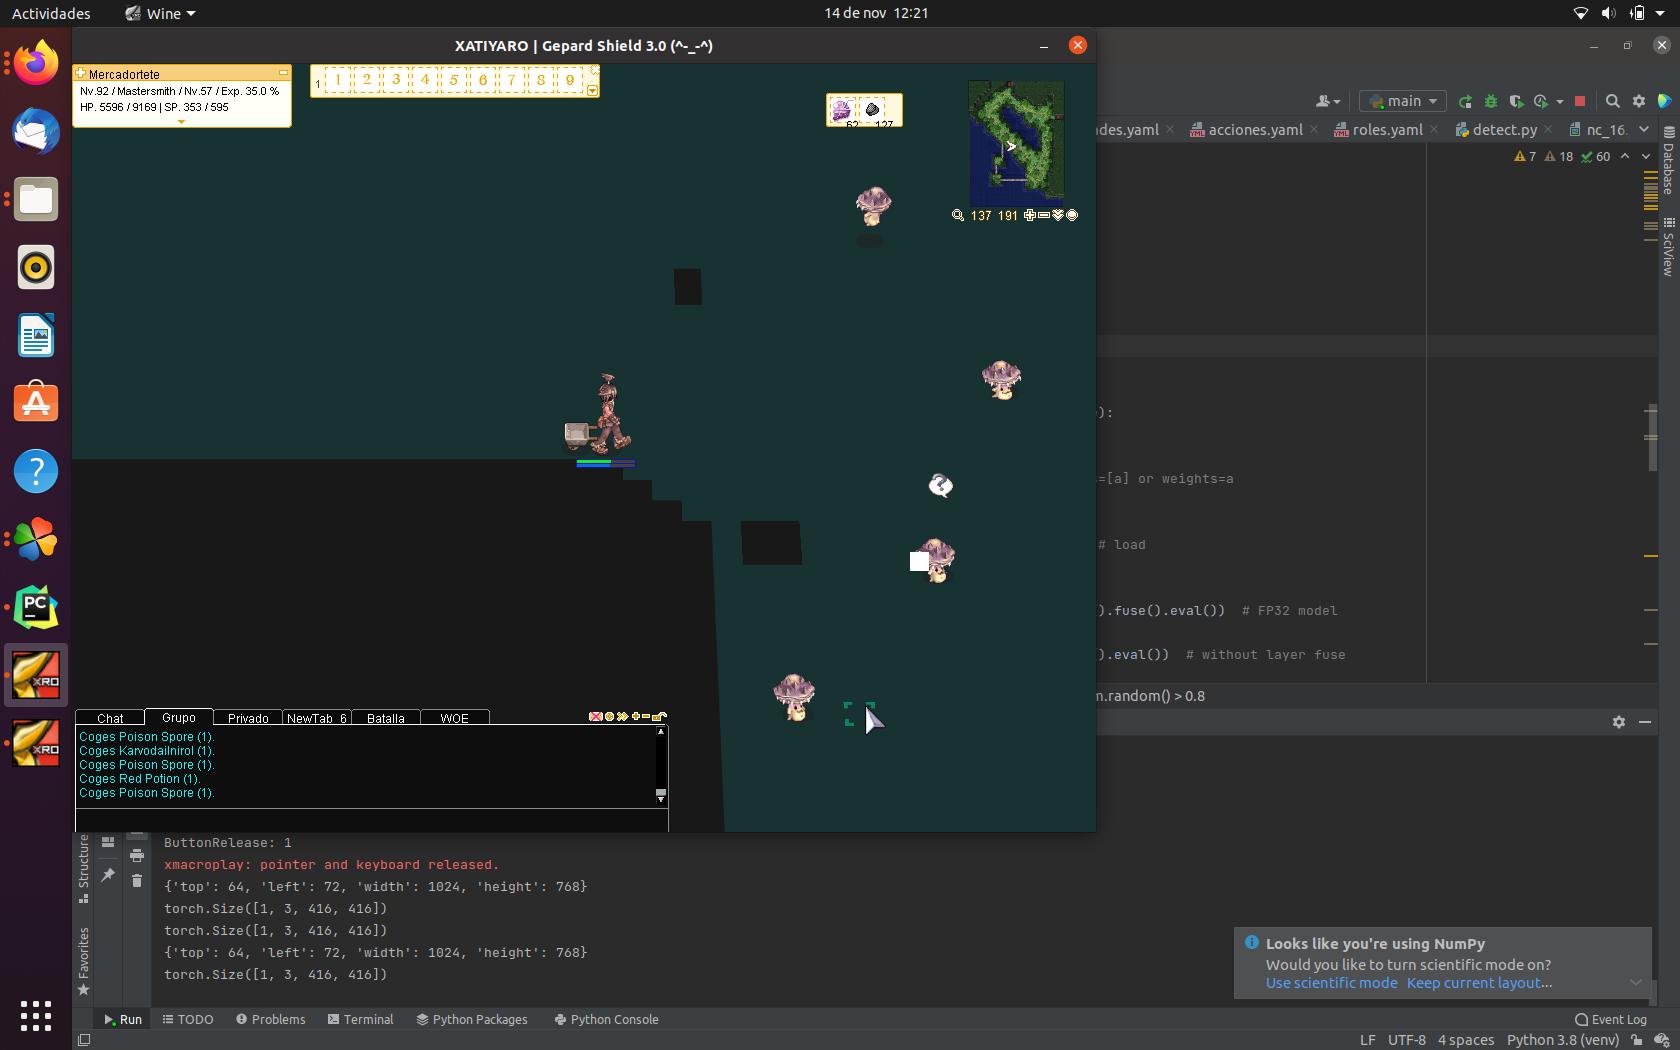 Actividades
Wine
14 de nov 12:21
XATIYARO | Gepard Shield 3.0 (^-_-^)
Mercadortete
Nv.92 / Mastersmith / Nv.57 / Exp. 35.0 %
HP. 5596 / 9169 | SP. 353 / 595
1
1 2 3 4 5 6 7 8 9
62 127
137 191
main
des.yaml
acciones.yaml
roles.yaml
detect.py
nc_16.
7 18 60
Database
SciView
):
=[a] or weights=a
# load
).fuse().eval()) # FP32 model
).eval()) # without layer fuse
m.random() > 0.8
Chat Grupo Privado NewTab_6 Batalla WOE
Coges Poison Spore (1).
Coges Karvodailnirol (1).
Coges Poison Spore (1).
Coges Red Potion (1).
Coges Poison Spore (1).
Structure
Favorites
ButtonRelease: 1
xmacroplay: pointer and keyboard released.
{'top': 64, 'left': 72, 'width': 1024, 'height': 768}
torch.Size([1, 3, 416, 416])
torch.Size([1, 3, 416, 416])
{'top': 64, 'left': 72, 'width': 1024, 'height': 768}
torch.Size([1, 3, 416, 416])
Looks like you're using NumPy
Would you like to turn scientific mode on?
Use scientific mode Keep current layout...
Run TODO Problems Terminal Python Packages Python Console
Event Log
LF UTF-8 4 spaces Python 3.8 (venv)
PC
XRO
XRO